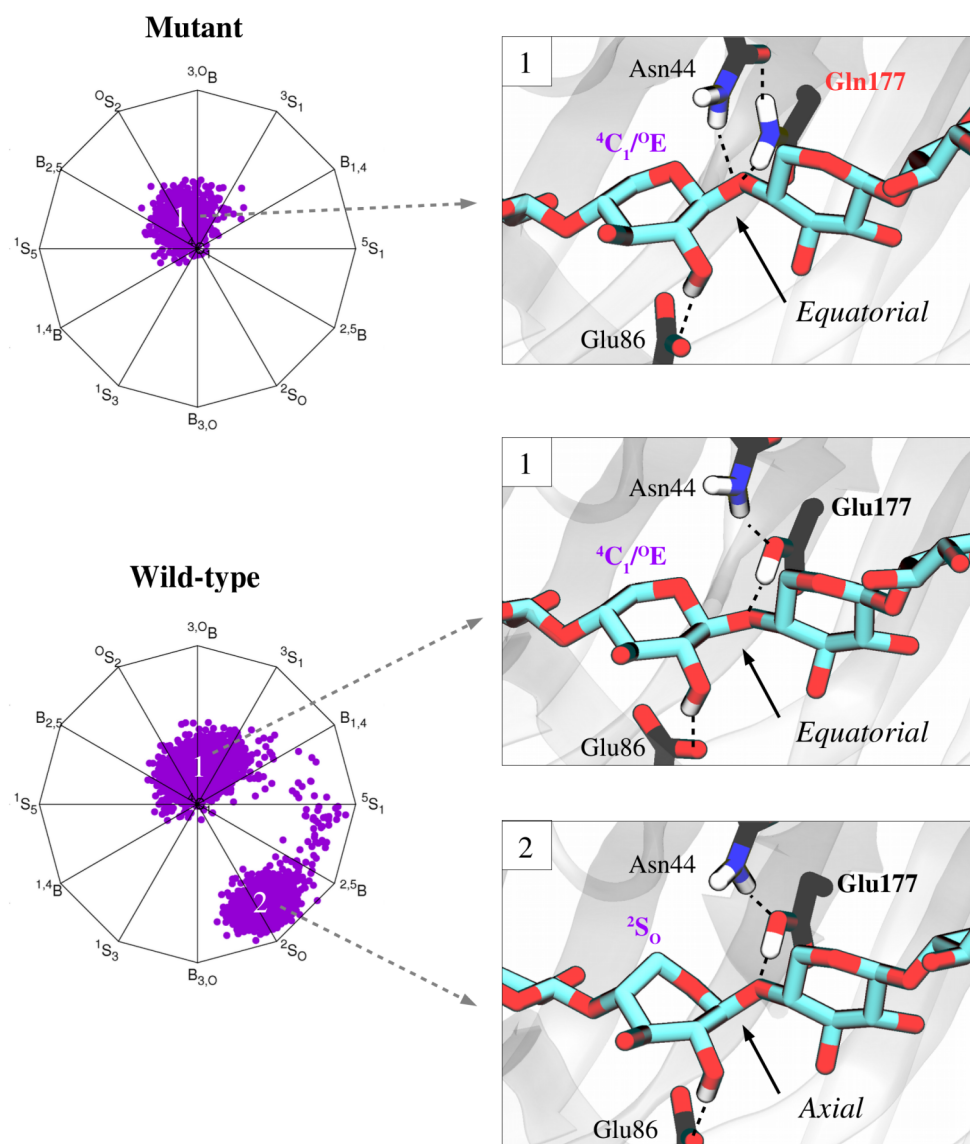 Mutant
3,OB
OS2
3S1
B2,5
B1,4
1
1S5
5S1
1,4B
2,5B
1S3
2SO
B3,O
1
Asn44
Gln177
4C1/OE
Glu86
Equatorial
Wild-type
3,OB
OS2
3S1
B2,5
B1,4
1
1S5
5S1
1,4B
2,5B
2
1S3
2SO
B3,O
1
Asn44
Glu177
4C1/OE
Glu86
Equatorial
2
Asn44
Glu177
2SO
Glu86
Axial